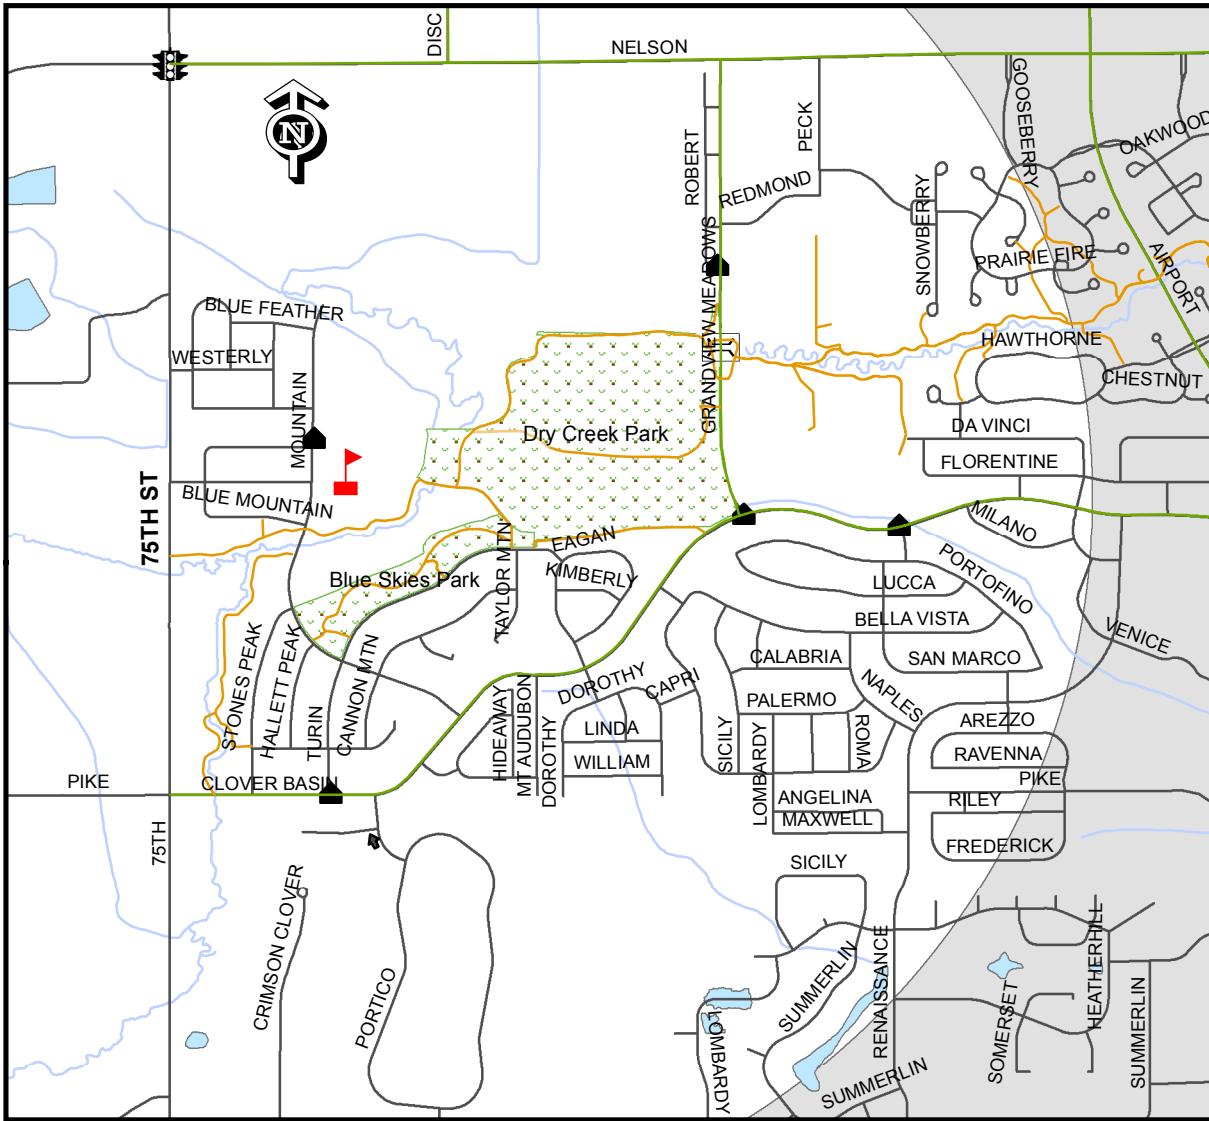 DISC
NELSON
GOOSEBERRY
OAKWOOD
PECK
ROBERT
N
REDMOND
SNOWBERRY
PRAIRIE FIRE
AIRPORT
GRANDVIEW MEADOWS
BLUE FEATHER
WESTERLY
HAWTHORNE
CHESTNUT
MOUNTAIN
Dry Creek Park
DA VINCI
FLORENTINE
75TH ST
BLUE MOUNTAIN
MILANO
EAGAN
TAYLOR MTN
KIMBERLY
Blue Skies Park
LUCCA
PORTOFINO
BELLA VISTA
VENICE
STONES PEAK
HALLETT PEAK
TURIN
CANNON MTN
CALABRIA
SAN MARCO
DOROTHY
CAPRI
NAPLES
PALERMO
HIDEAWAY
MT AUDUBON
DOROTHY
LINDA
SICILY
LOMBARDY
ROMA
AREZZO
RAVENNA
WILLIAM
PIKE
CLOVER BASIN
PIKE
ANGELINA
RILEY
MAXWELL
75TH
FREDERICK
SICILY
CRIMSON CLOVER
PORTICO
SUMMERLIN
RENAISSANCE
HEATHERHILL
SOMERSET
SUMMERLIN
LOMBARDY
SUMMERLIN